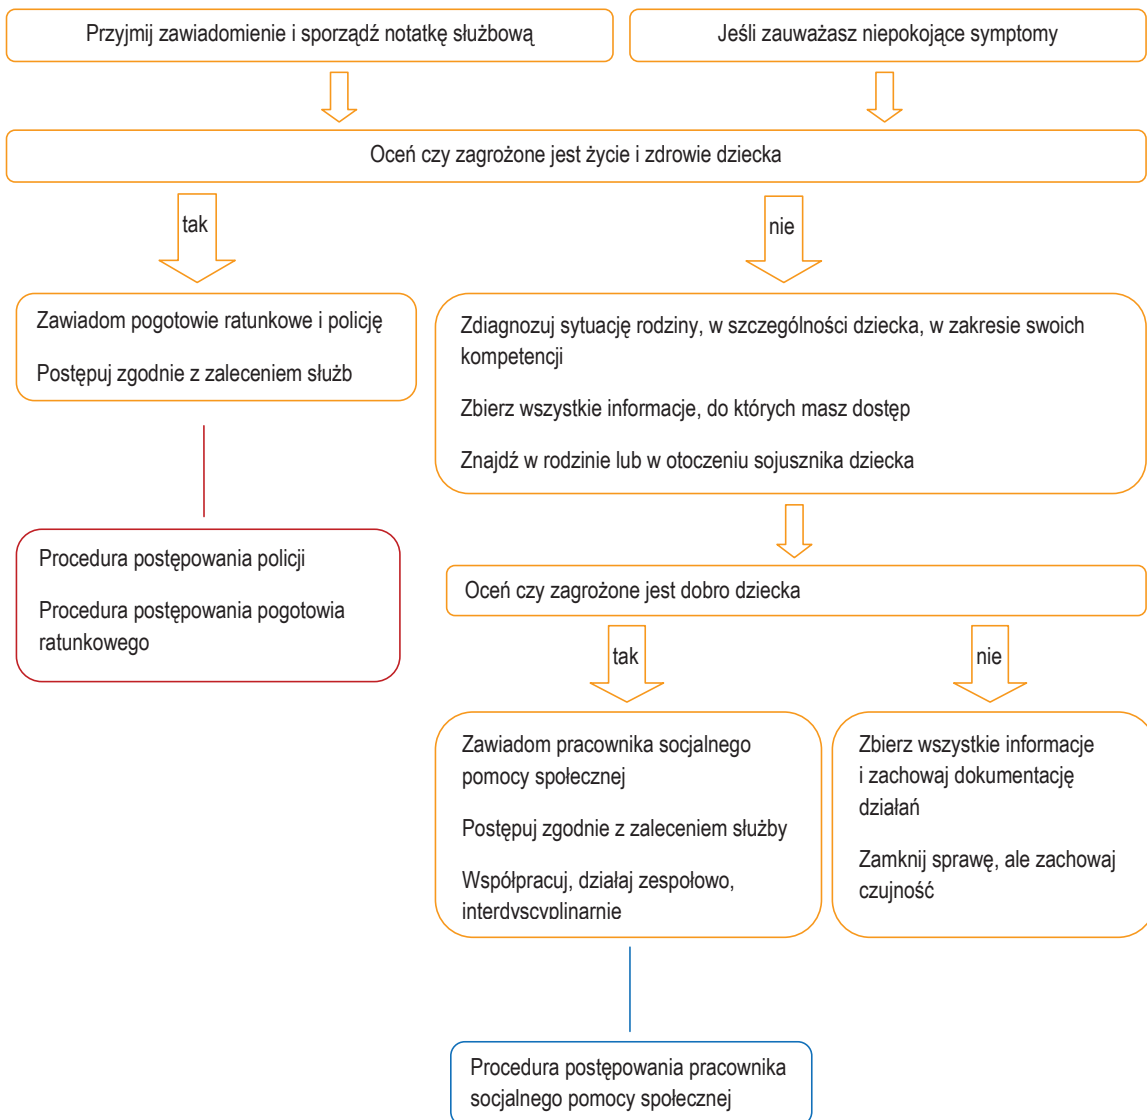 Przyjmij zawiadomienie i sporządź notatkę służbową
Jeśli zauważasz niepokojące symptomy
Oceń czy zagrożone jest życie i zdrowie dziecka
tak
nie
Zawiadom pogotowie ratunkowe i policję
Postępuj zgodnie z zaleceniem służb
Zdiagnozuj sytuację rodziny, w szczególności dziecka, w zakresie swoich
kompetencji
Zbierz wszystkie informacje, do których masz dostęp
Znajdź w rodzinie lub w otoczeniu sojusznika dziecka
Procedura postępowania policji
Procedura postępowania pogotowia
ratunkowego
Oceń czy zagrożone jest dobro dziecka
tak
nie
Zawiadom pracownika socjalnego
pomocy społecznej
Postępuj zgodnie z zaleceniem służby
Współpracuj, działaj zespołowo,
interdyscyplinarnie
Zbierz wszystkie informacje
i zachowaj dokumentację
działań
Zamknij sprawę, ale zachowaj
czujność
Procedura postępowania pracownika
socjalnego pomocy społecznej